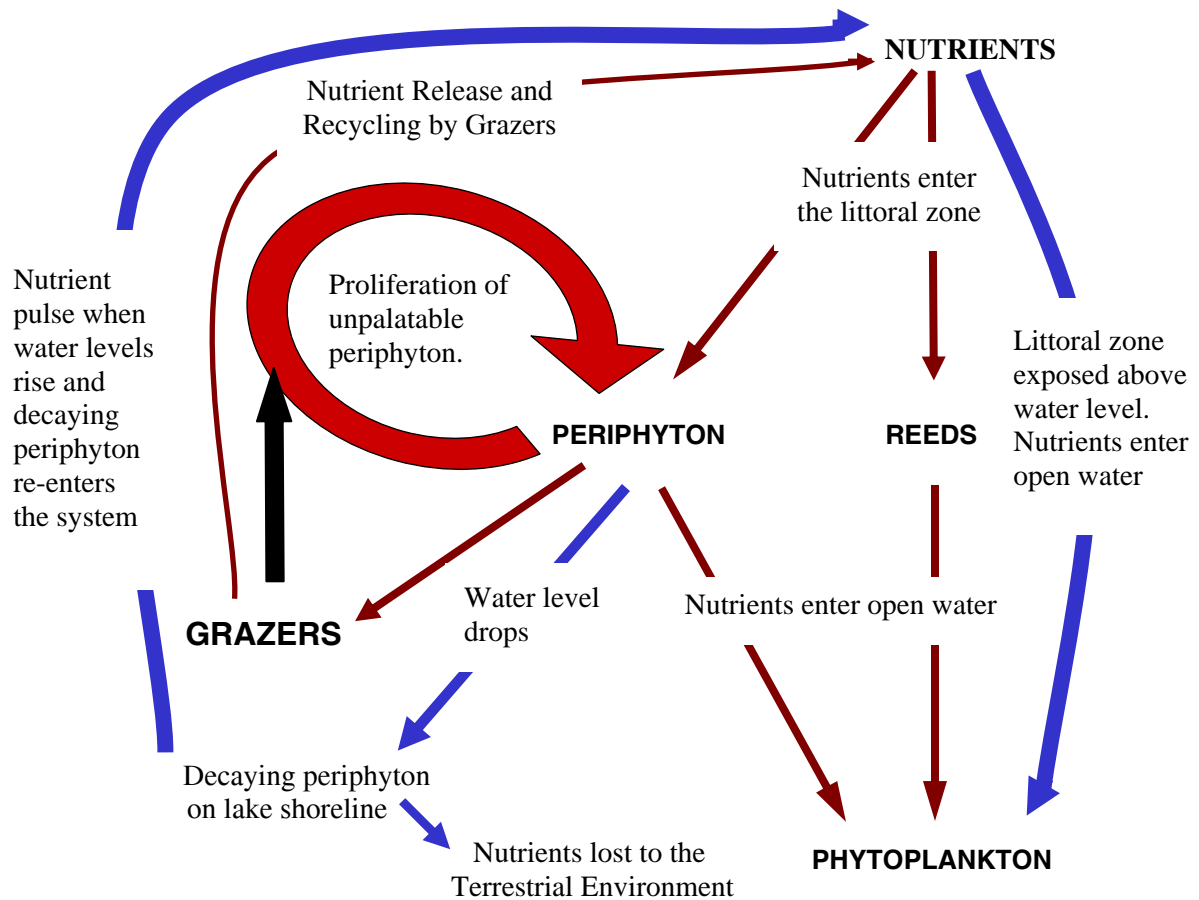 NUTRIENTS
Nutrient Release and
Recycling by Grazers
Nutrients enter
the littoral zone
Nutrient
pulse when
water levels
rise and
decaying
periphyton
re-enters
the system
Proliferation of
unpalatable
periphyton.
Littoral zone
exposed above
water level.
Nutrients enter
open water
PERIPHYTON
REEDS
GRAZERS
Water level
drops
Nutrients enter open water
Decaying periphyton
on lake shoreline
Nutrients lost to the
Terrestrial Environment
PHYTOPLANKTON